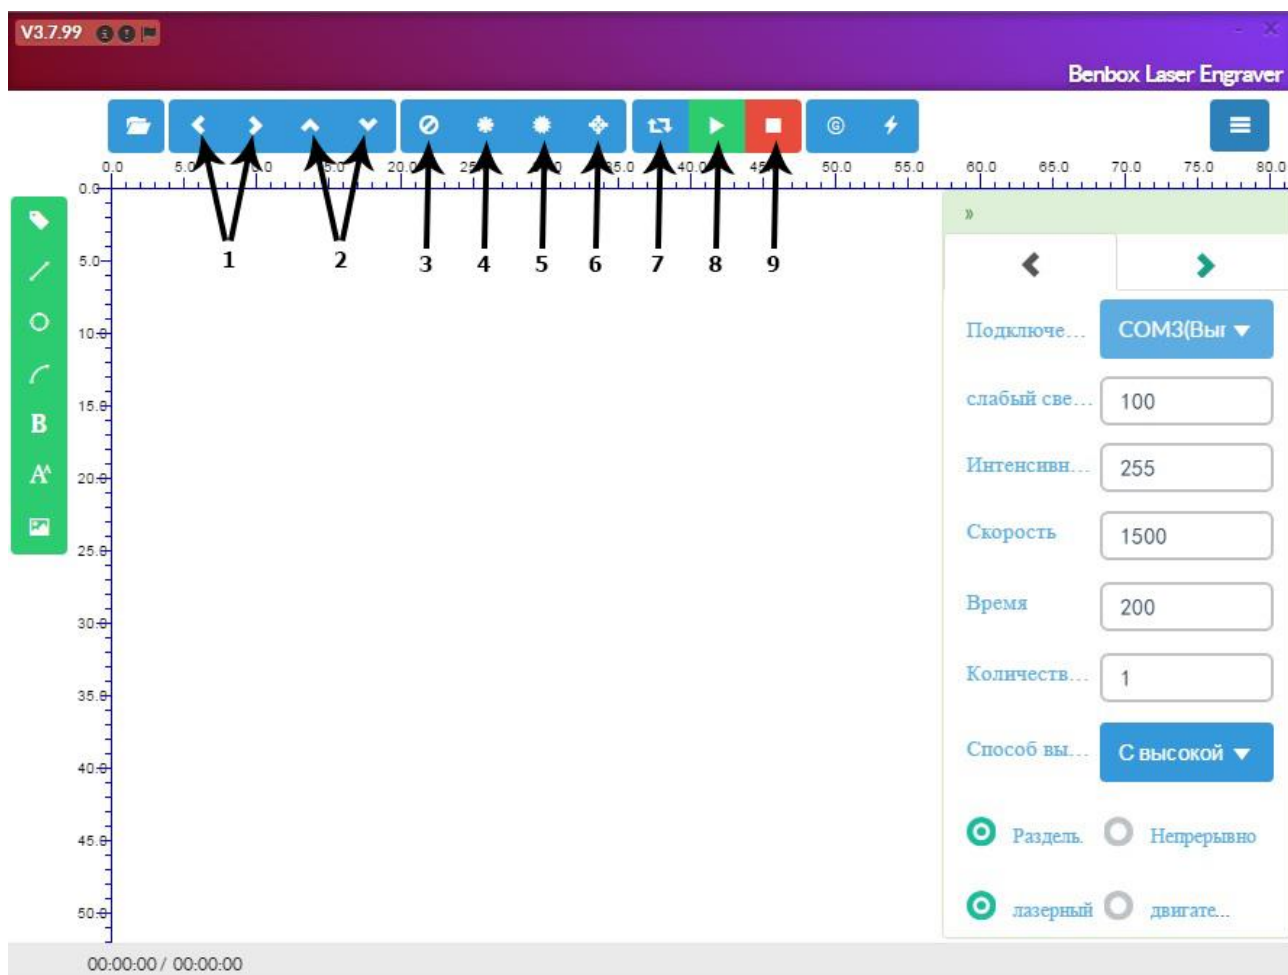 V3.7.99
Benbox Laser Engraver
0.0 5.0 20.0 40.0 50.0 55.0 60.0 65.0 70.0 75.0 80.0
0.0
1 2 3 4 5 6 7 8 9
5.0
10.0
15.0
20.0
25.0
30.0
35.0
40.0
45.0
50.0
B
A^
G
»
Подключе... COM3(Выг
слабый све... 100
Интенсивн... 255
Скорость 1500
Время 200
Количеств... 1
Способ вы... С высокой
Раздель. Непрерывно
лазерный двигате...
00:00:00 / 00:00:00